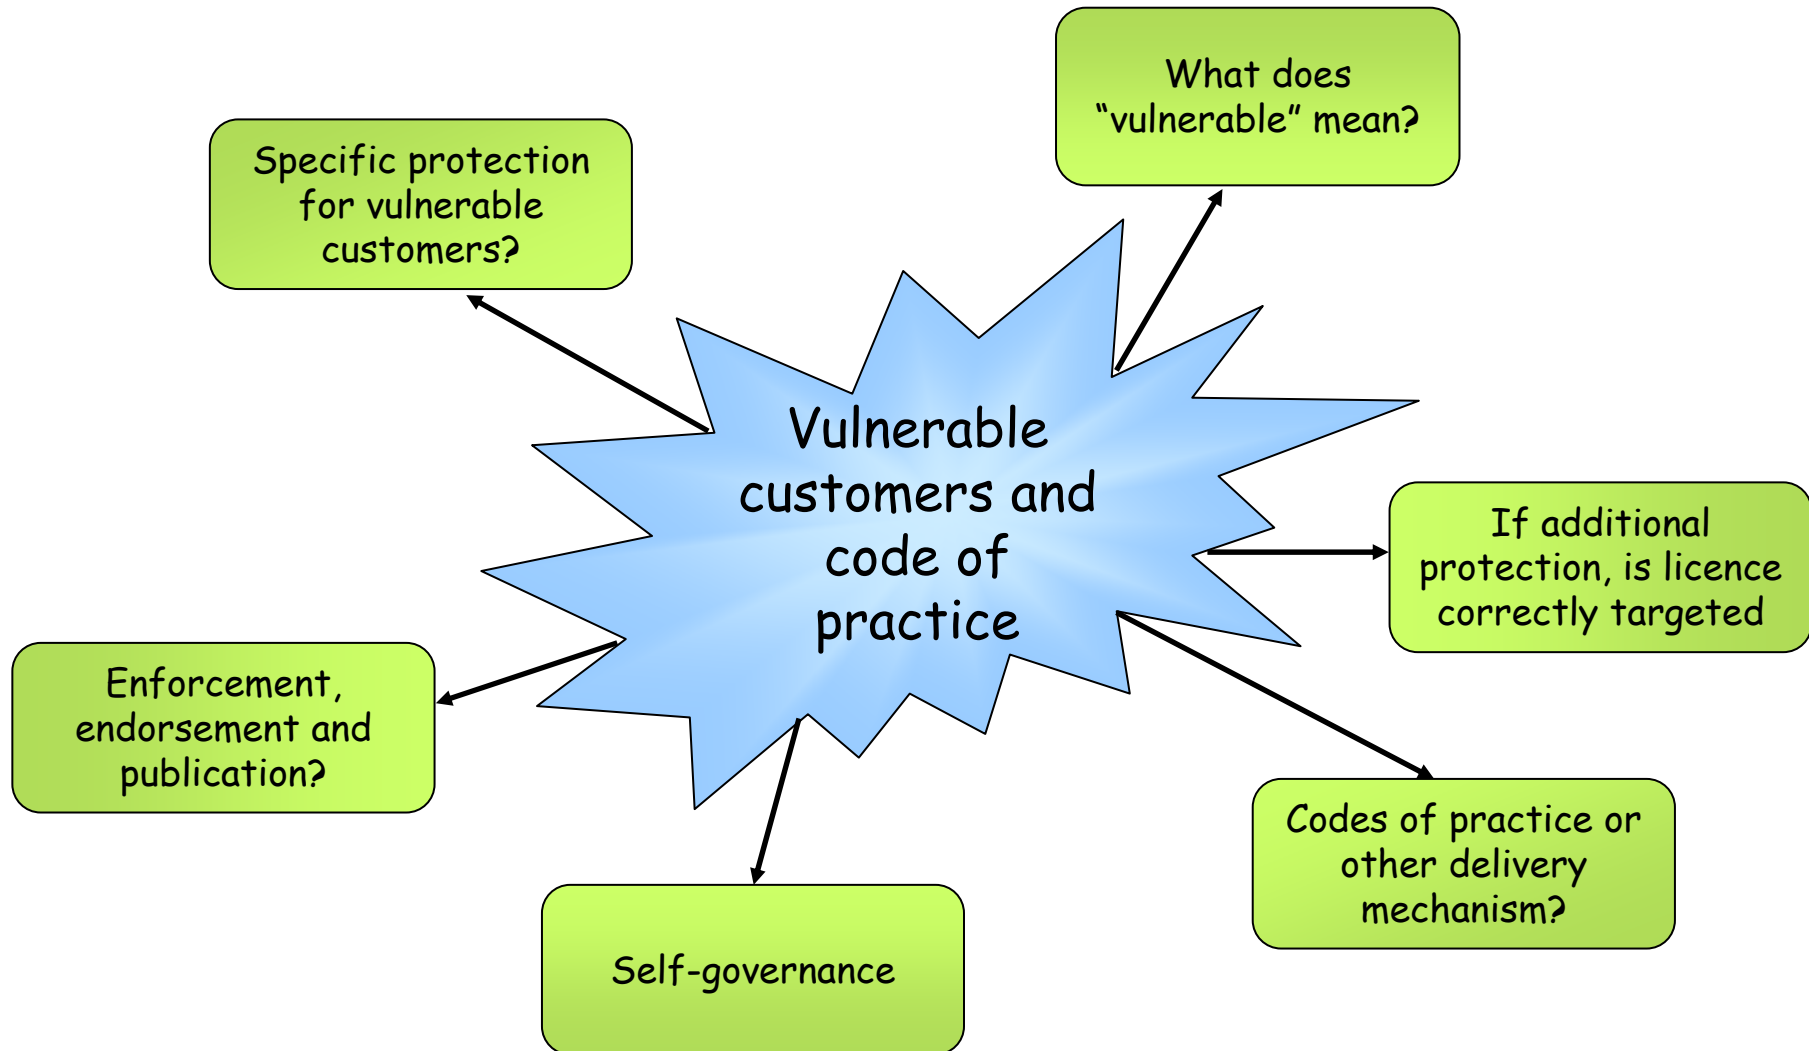 What does
“vulnerable” mean?
Specific protection
for vulnerable
customers?
Vulnerable
customers and
code of
practice
If additional
protection, is licence
correctly targeted
Enforcement,
endorsement and
publication?
Codes of practice or
other delivery
mechanism?
Self-governance